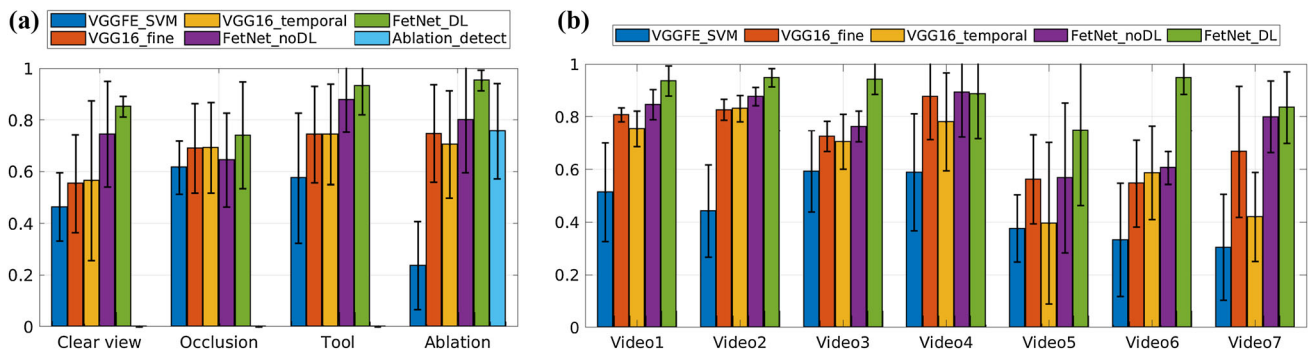 (a)
VGGFE_SVM VGG16_temporal FetNet_DL
VGG16_fine FetNet_noDL Ablation_detect
1
0.8
0.6
0.4
0.2
0
Clear view Occlusion Tool Ablation
(b)
VGGFE_SVM VGG16_fine VGG16_temporal FetNet_noDL FetNet_DL
1
0.8
0.6
0.4
0.2
0
Video1 Video2 Video3 Video4 Video5 Video6 Video7